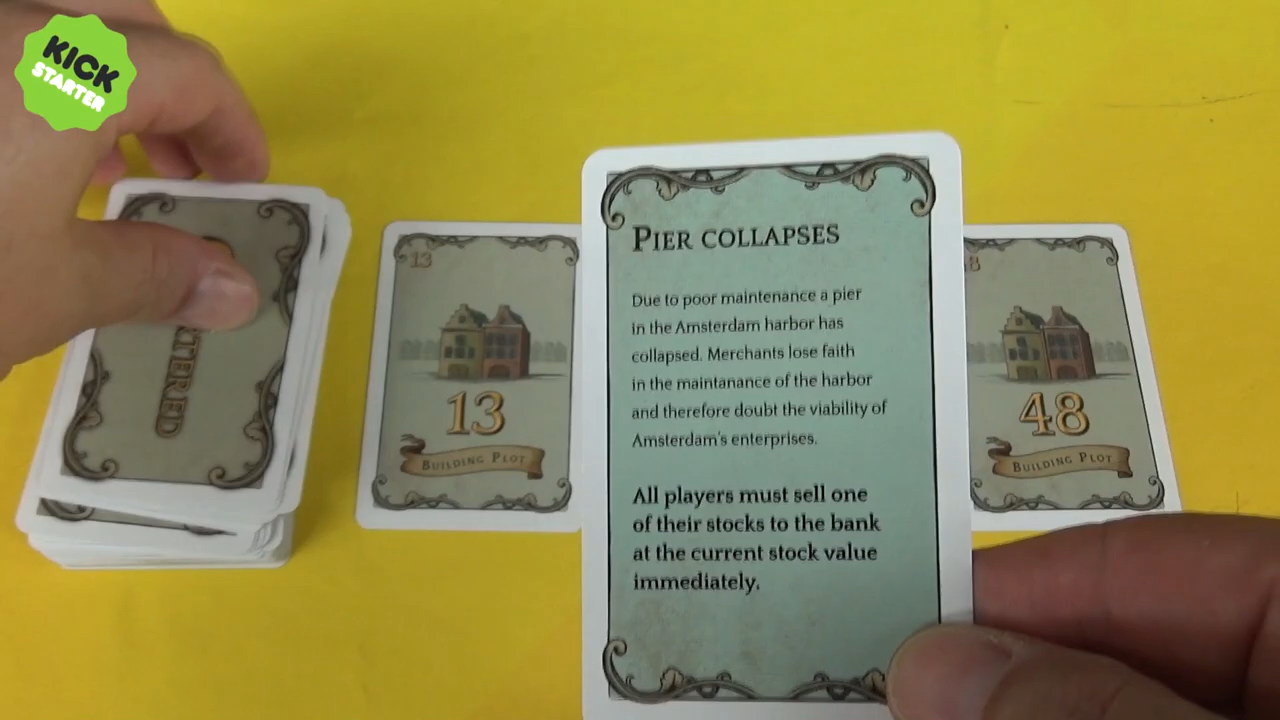 KICK
STARTER
13
13
BUILDING PLOT
PIER COLLAPSES
Due to poor maintenance a pier
in the Amsterdam harbor has
collapsed. Merchants lose faith
in the maintanance of the harbor
and therefore doubt the viability of
Amsterdam's enterprises.
All players must sell one
of their stocks to the bank
at the current stock value
immediately.
48
BUILDING PLOT